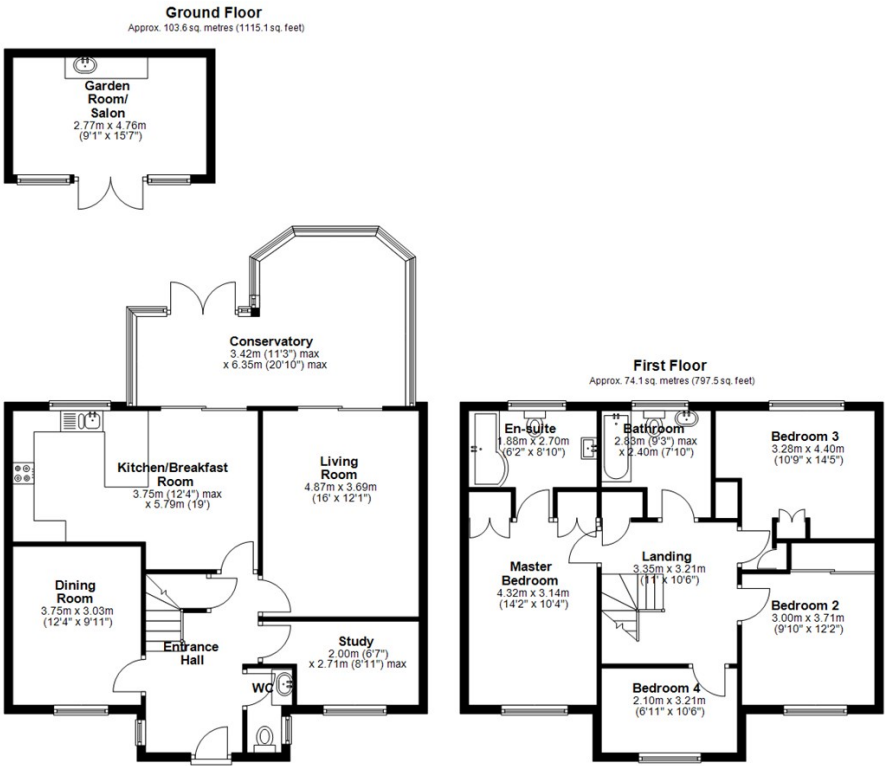 Ground Floor
Approx. 103.6 sq. metres (1115.1 sq. feet)
Garden
Room/
Salon
2.77m x 4.76m
(9'1" x 15'7")
Conservatory
3.42m (11'3") max
x 6.35m (20'10") max
Kitchen/Breakfast
Room
3.75m (12'4") max
x 5.79m (19')
Living
Room
4.87m x 3.69m
(16' x 12'1")
Dining
Room
3.75m x 3.03m
(12'4" x 9'11")
Entrance
Hall
Study
2.00m (6'7")
x 2.71m (8'11") max
WC
First Floor
Approx. 74.1 sq. metres (797.5 sq. feet)
En-suite
1.88m x 2.70m
(6'2" x 8'10")
Bathroom
2.83m (9'3") max
x 2.40m (7'10")
Bedroom 3
3.28m x 4.40m
(10'9" x 14'5")
Master
Bedroom
4.32m x 3.14m
(14'2" x 10'4")
Landing
3.35m x 3.21m
(11' x 10'6")
Bedroom 2
3.00m x 3.71m
(9'10" x 12'2")
Bedroom 4
2.10m x 3.21m
(6'11" x 10'6")